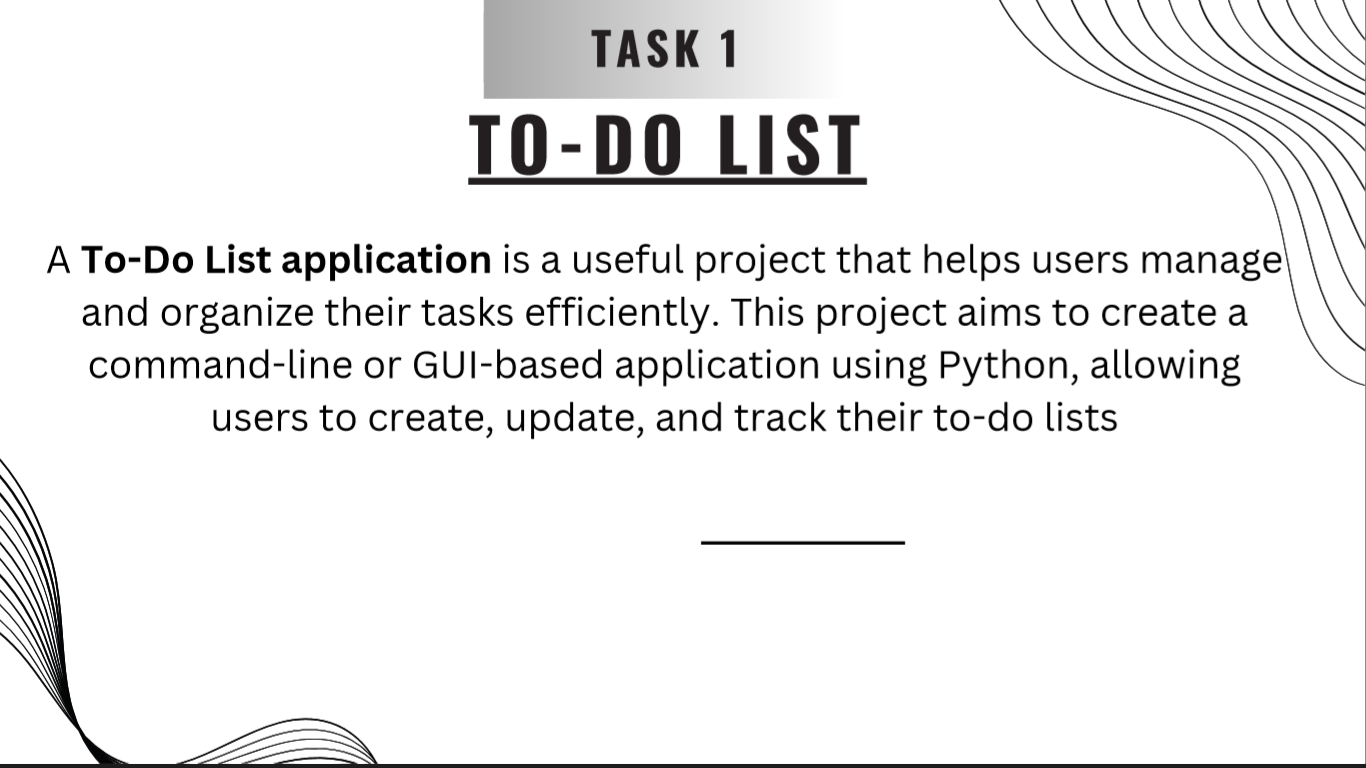 TASK 1
TO-DO LIST
A To-Do List application is a useful project that helps users manage
and organize their tasks efficiently. This project aims to create a
command-line or GUI-based application using Python, allowing
users to create, update, and track their to-do lists